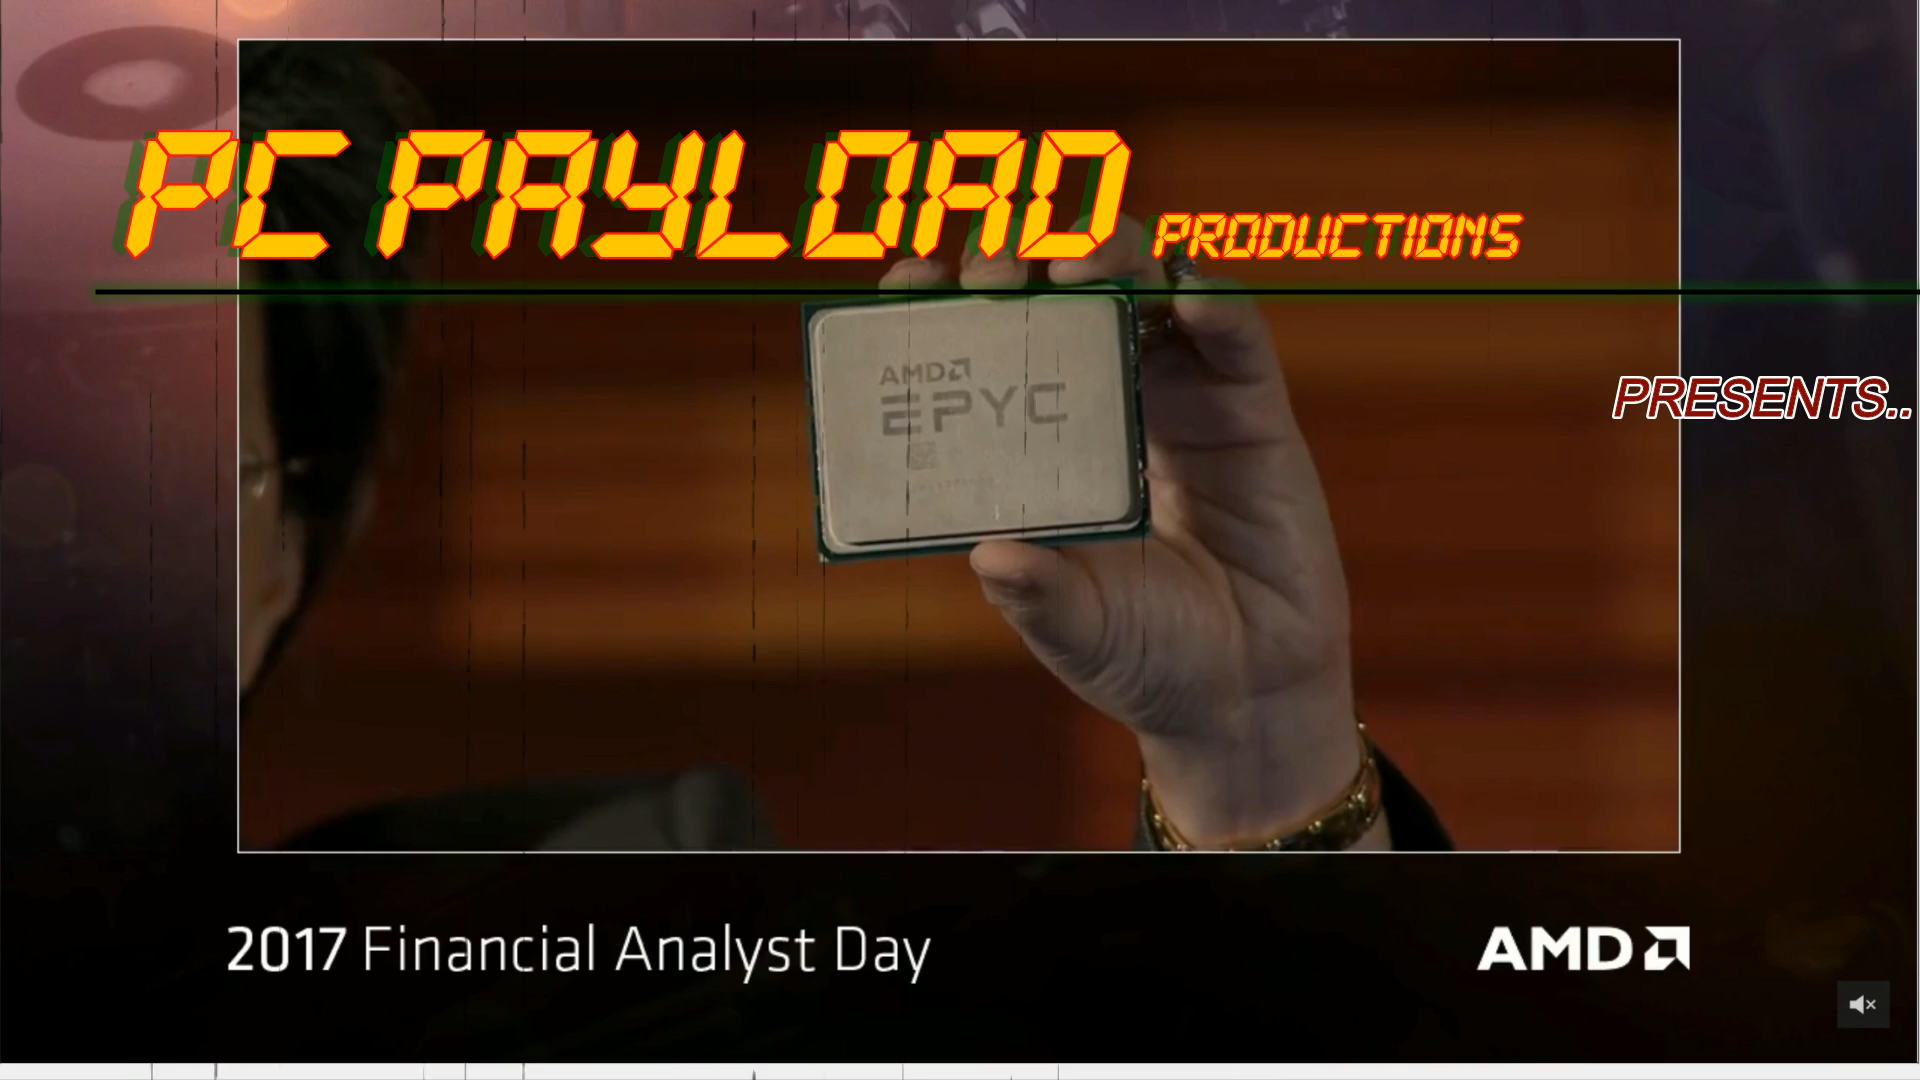 PC PAYLOAD PRODUCTIONS
PRESENTS..
AMD
EPYC
2017 Financial Analyst Day
AMD